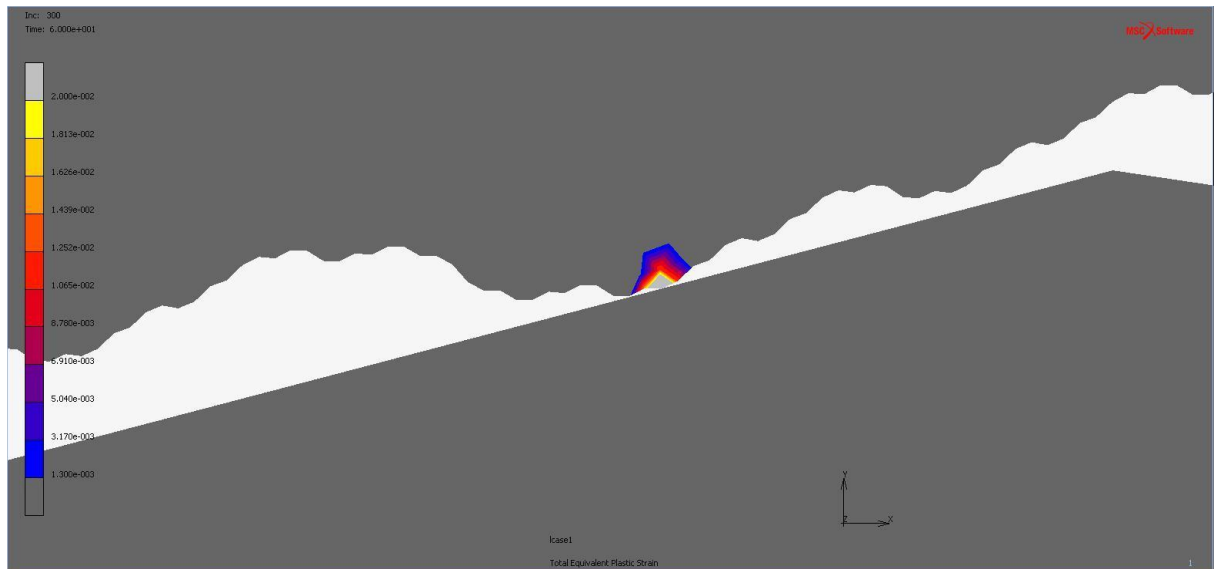 Inc: 300
Time: 6.000e+001
MSC Software
2.000e-002
1.813e-002
1.626e-002
1.439e-002
1.252e-002
1.065e-002
8.780e-003
6.910e-003
5.040e-003
3.170e-003
1.300e-003
Y
Z X
lcase1
Total Equivalent Plastic Strain
1